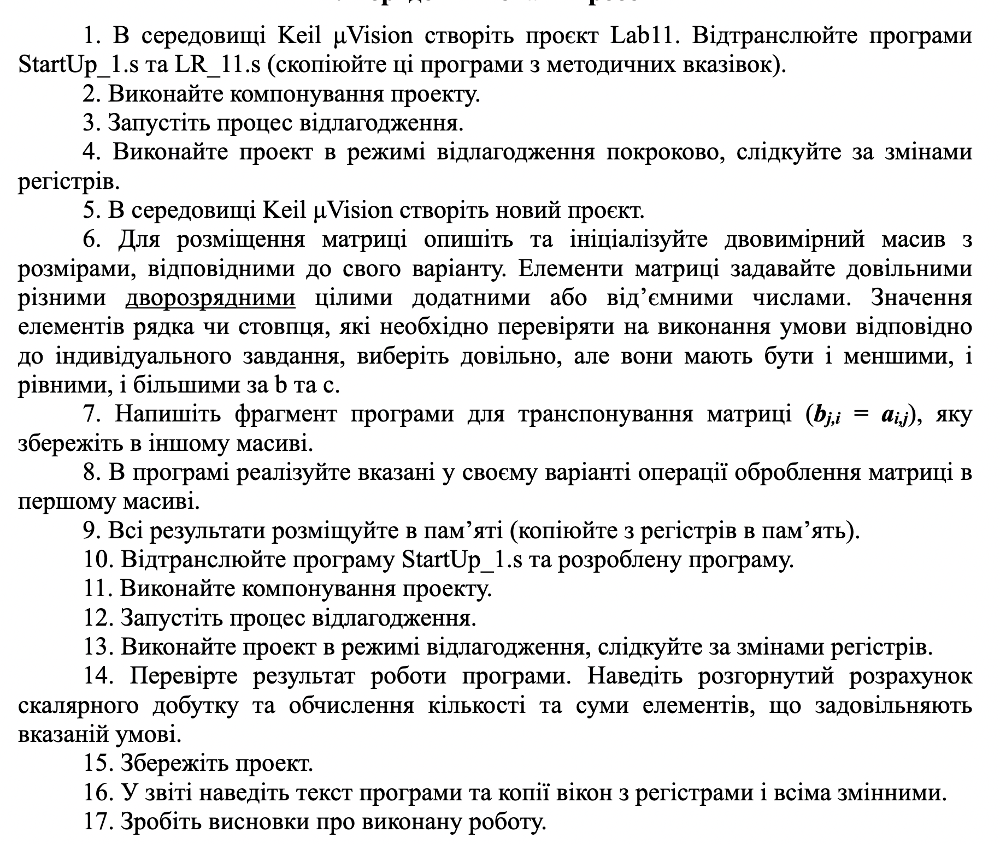 1. В середовищі Keil μVision створіть проєкт Lab11. Відтранслюйте програми
StartUp_1.s та LR_11.s (скопіюйте ці програми з методичних вказівок).
2. Виконайте компонування проекту.
3. Запустіть процес відлагодження.
4. Виконайте проект в режимі відлагодження покроково, слідкуйте за змінами
регістрів.
5. В середовищі Keil μVision створіть новий проєкт.
6. Для розміщення матриці опишіть та ініціалізуйте двовимірний масив з
розмірами, відповідними до свого варіанту. Елементи матриці задавайте довільними
різними дворозрядними цілими додатними або від’ємними числами. Значення
елементів рядка чи стовпця, які необхідно перевіряти на виконання умови відповідно
до індивідуального завдання, виберіть довільно, але вони мають бути і меншими, і
рівними, і більшими за b та c.
7. Напишіть фрагмент програми для транспонування матриці (bj,i = ai,j), яку
збережіть в іншому масиві.
8. В програмі реалізуйте вказані у своєму варіанті операції оброблення матриці в
першому масиві.
9. Всі результати розміщуйте в пам’яті (копіюйте з регістрів в пам’ять).
10. Відтранслюйте програму StartUp_1.s та розроблену програму.
11. Виконайте компонування проекту.
12. Запустіть процес відлагодження.
13. Виконайте проект в режимі відлагодження, слідкуйте за змінами регістрів.
14. Перевірте результат роботи програми. Наведіть розгорнутий розрахунок
скалярного добутку та обчислення кількості та суми елементів, що задовільняють
вказаній умові.
15. Збережіть проект.
16. У звіті наведіть текст програми та копії вікон з регістрами і всіма змінними.
17. Зробіть висновки про виконану роботу.